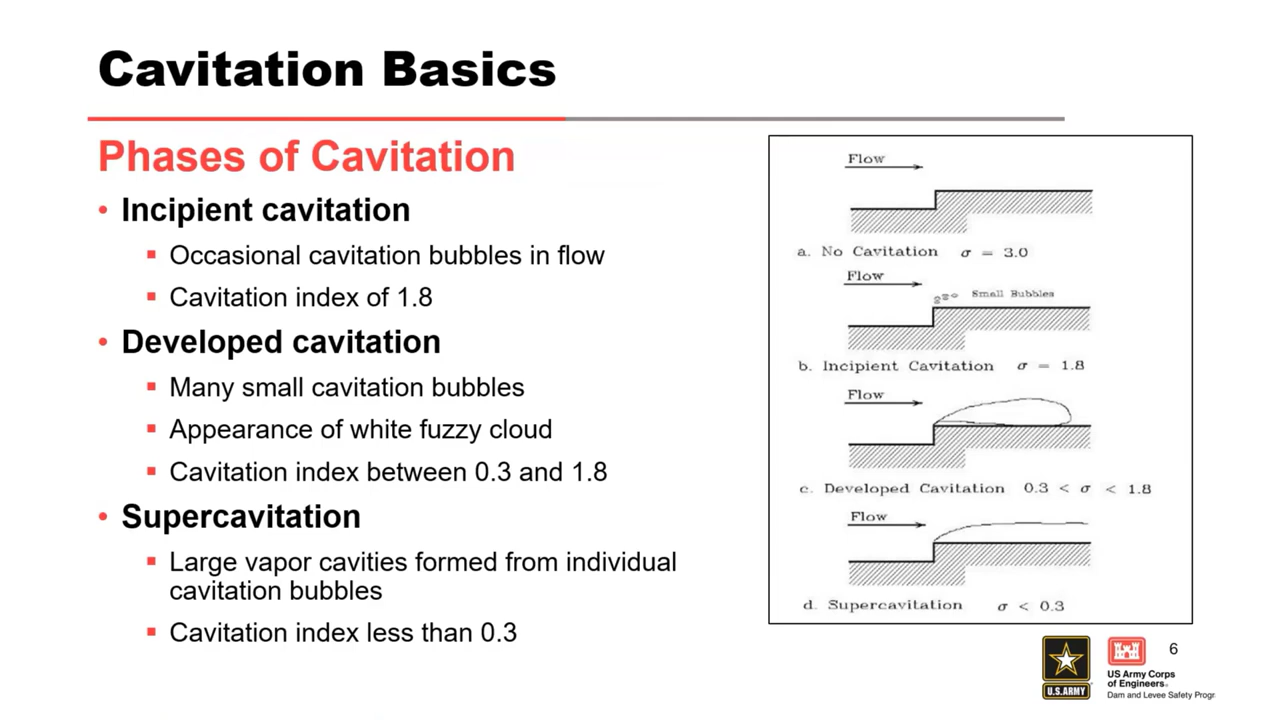 Cavitation Basics
Phases of Cavitation
• Incipient cavitation
▪ Occasional cavitation bubbles in flow
▪ Cavitation index of 1.8
• Developed cavitation
▪ Many small cavitation bubbles
▪ Appearance of white fuzzy cloud
▪ Cavitation index between 0.3 and 1.8
• Supercavitation
▪ Large vapor cavities formed from individual
cavitation bubbles
▪ Cavitation index less than 0.3
Flow
a. No Cavitation σ = 3.0
Flow
Small Bubbles
b. Incipient Cavitation σ = 1.8
Flow
c. Developed Cavitation 0.3 < σ < 1.8
Flow
d. Supercavitation σ < 0.3
U.S.ARMY
US Army Corps
of Engineers®
Dam and Levee Safety Progr
6